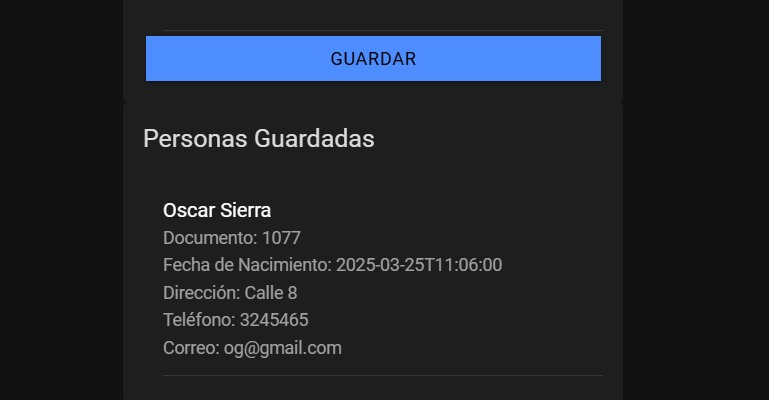 GUARDAR
Personas Guardadas
Oscar Sierra
Documento: 1077
Fecha de Nacimiento: 2025-03-25T11:06:00
Dirección: Calle 8
Teléfono: 3245465
Correo: og@gmail.com